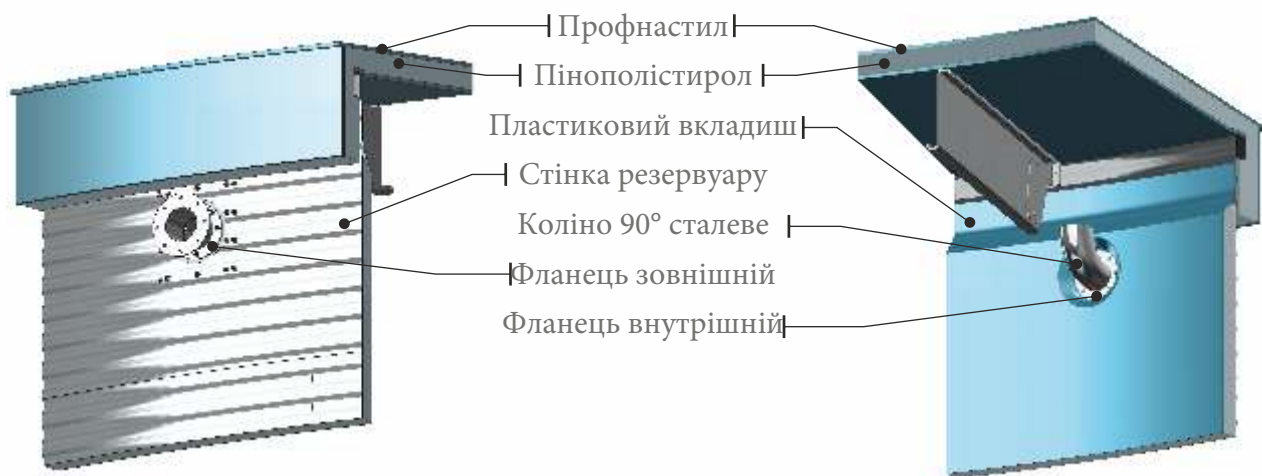 Профнастил
Пінополістирол
Пластиковий вкладиш
Стінка резервуару
Коліно 90° сталеве
Фланець зовнішній
Фланець внутрішній